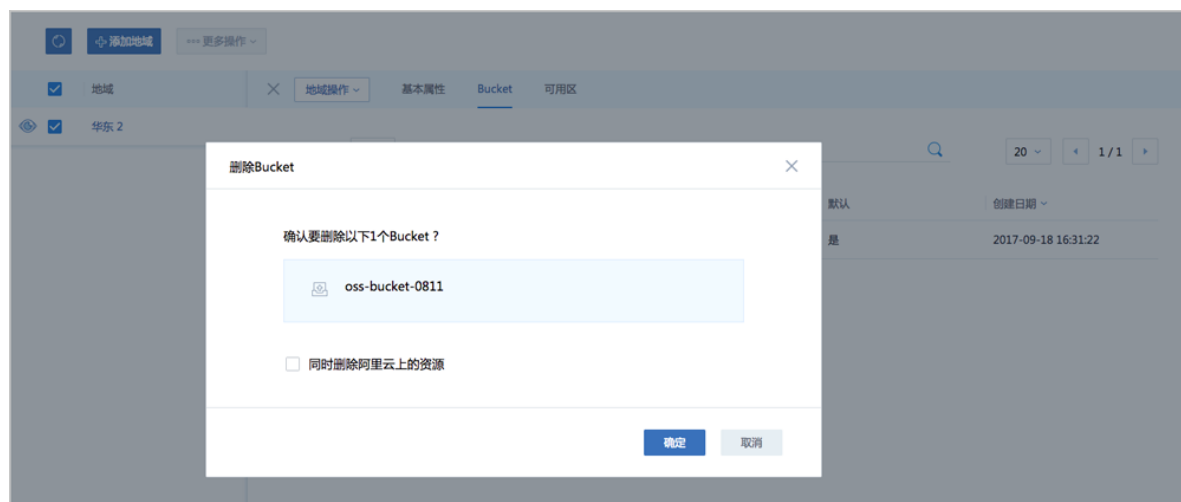 添加地域 更多操作
地域 地域操作 基本属性 Bucket 可用区
华东 2
20 1 / 1
删除Bucket
默认 创建日期
确认要删除以下1个Bucket？
是 2017-09-18 16:31:22
oss-bucket-0811
同时删除阿里云上的资源
确定 取消